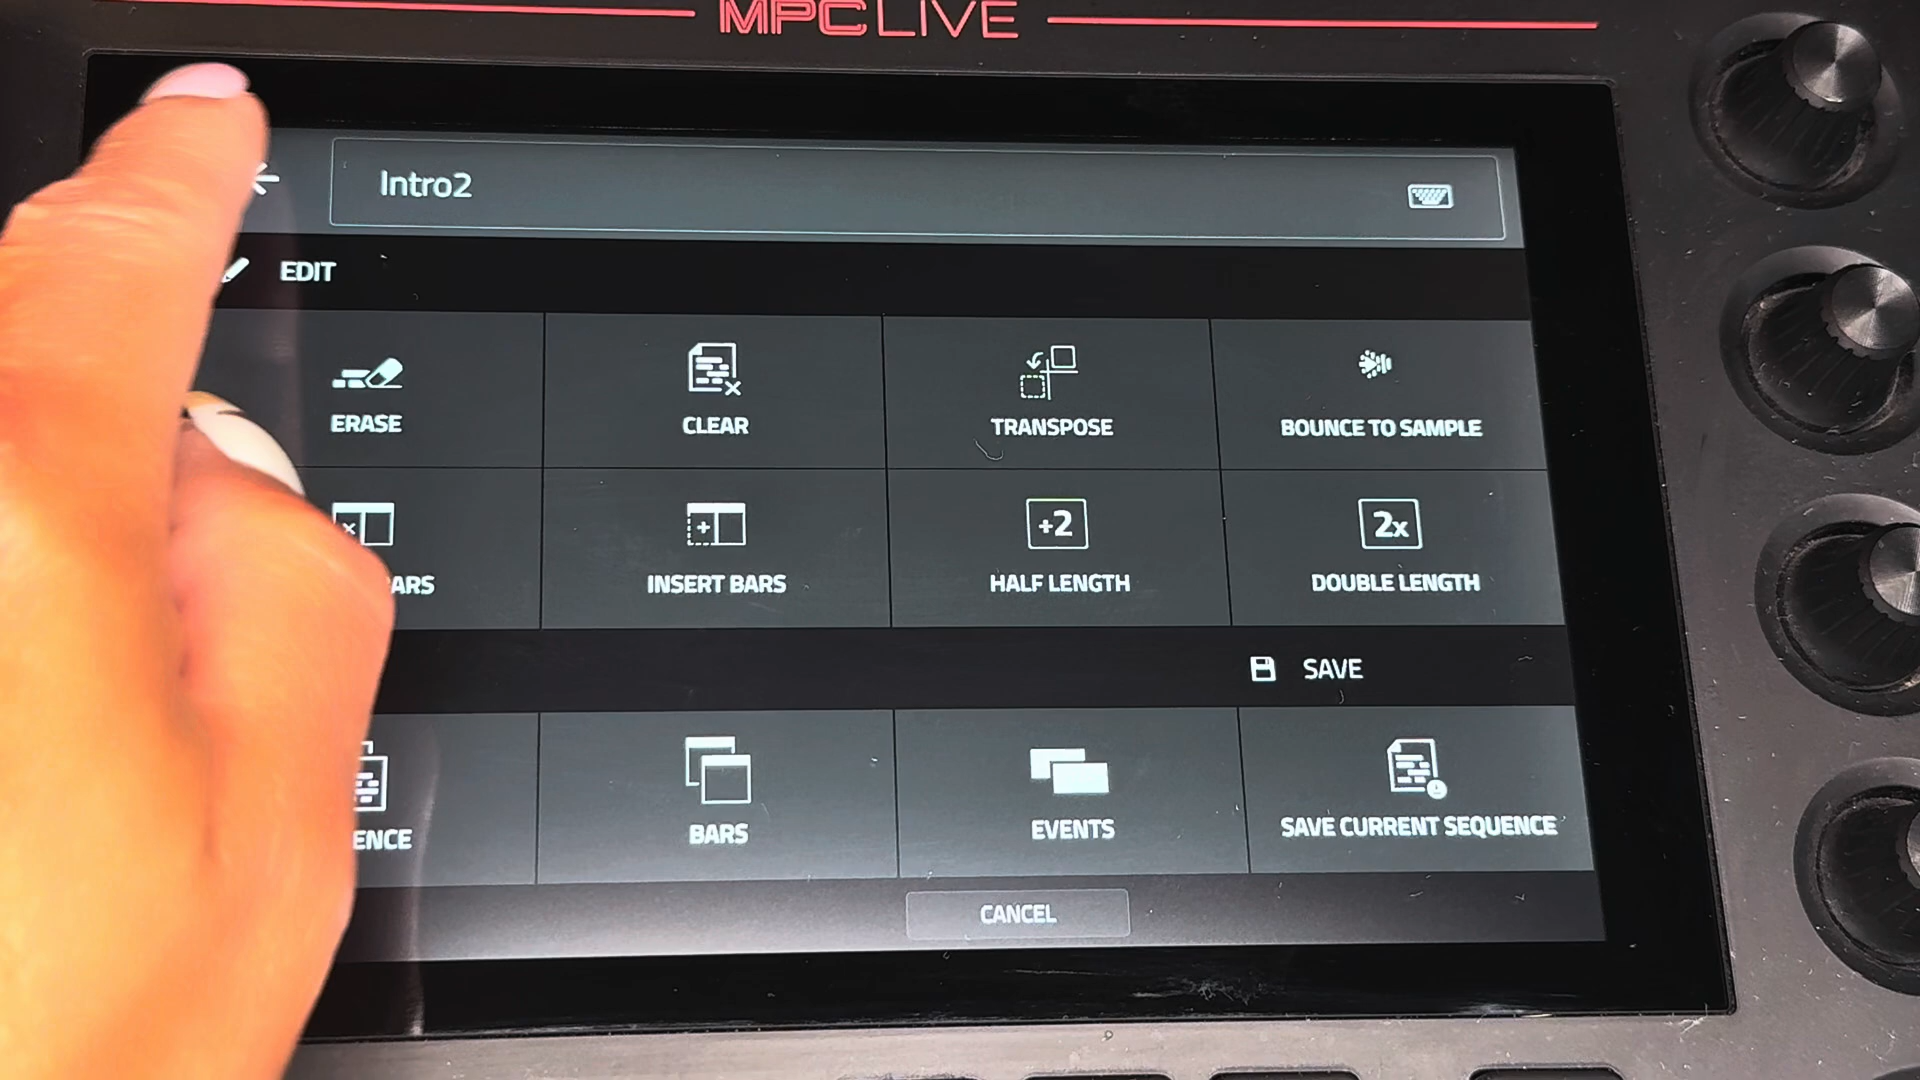 MPC LIVE
Intro2
EDIT
ERASE
CLEAR
TRANSPOSE
BOUNCE TO SAMPLE
ARS
INSERT BARS
+2
HALF LENGTH
2x
DOUBLE LENGTH
SAVE
ENCE
BARS
EVENTS
SAVE CURRENT SEQUENCE
CANCEL